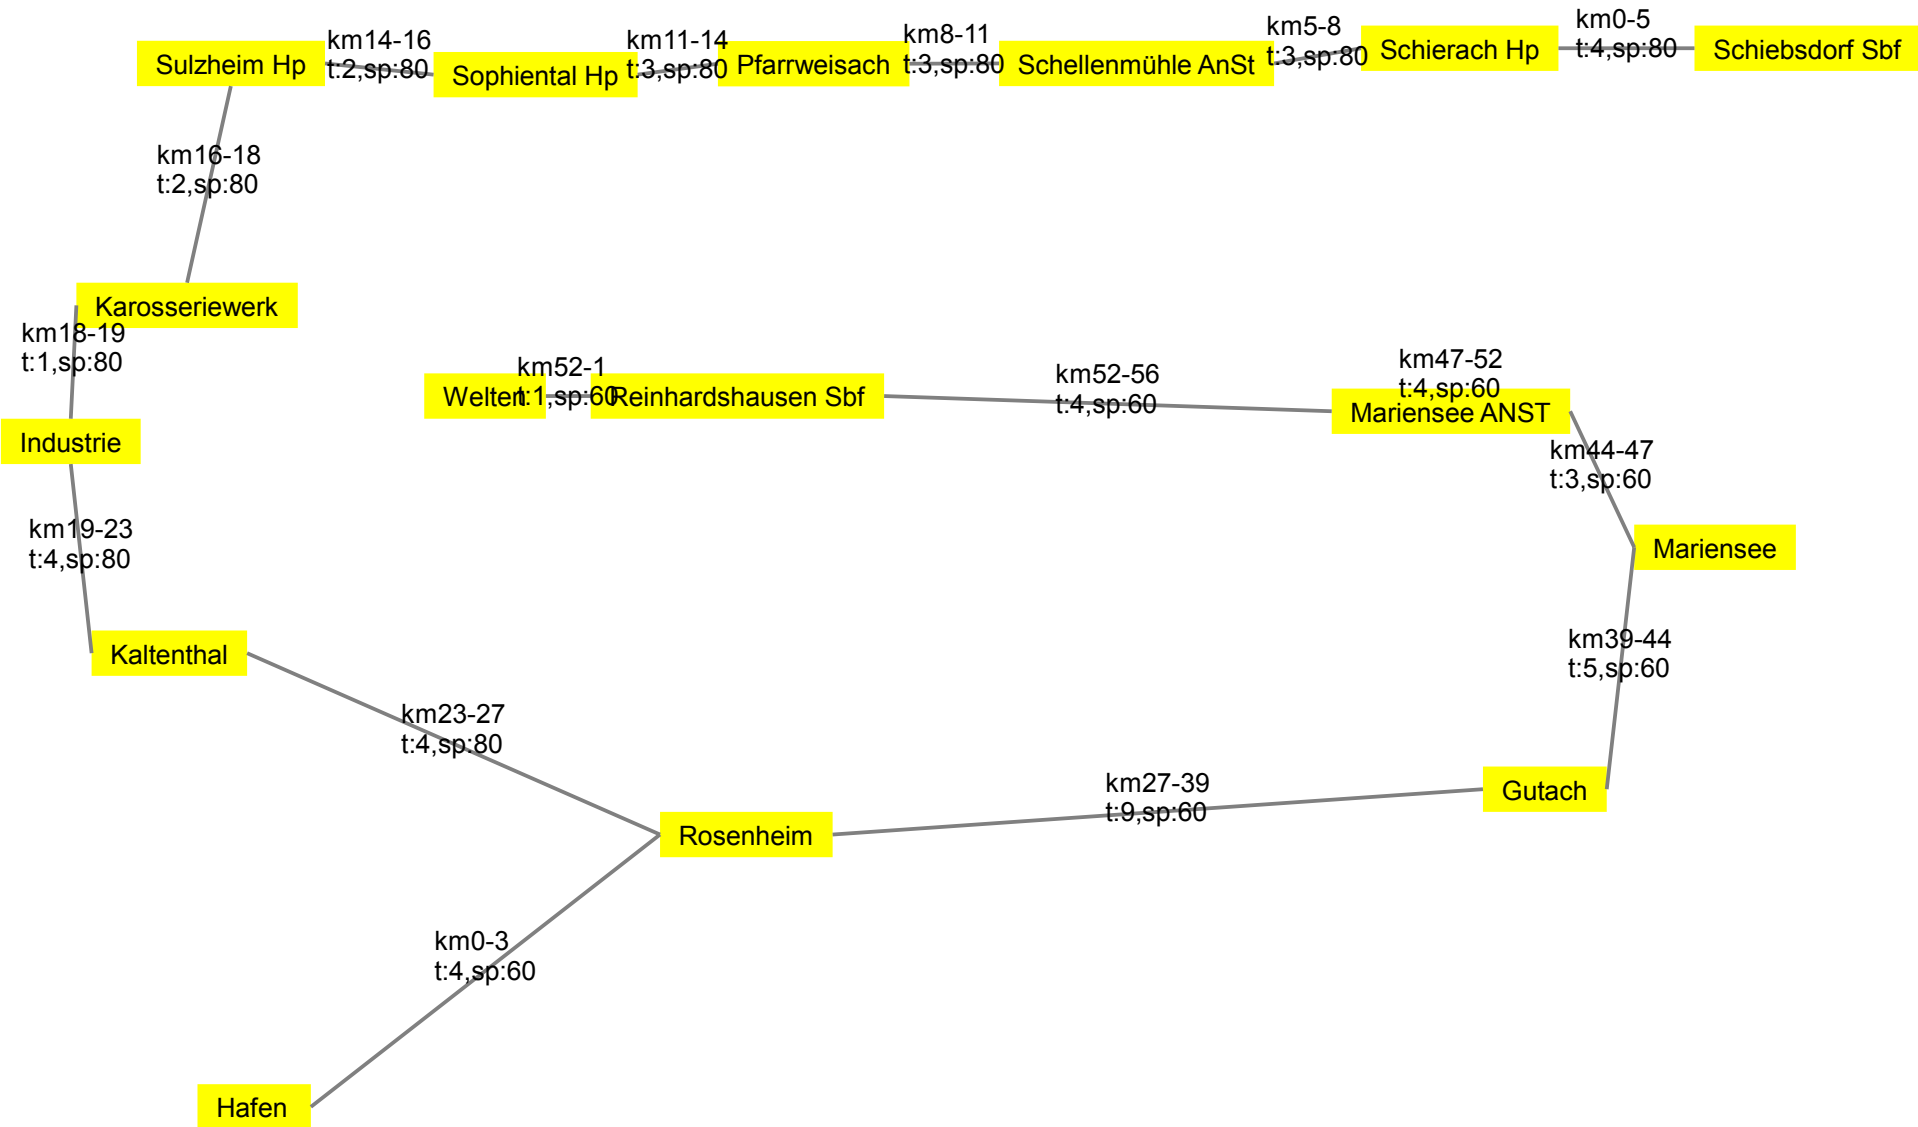 km14-16
t:2,sp:80
km11-14
t:3,sp:80
km8-11
t:3,sp:80
km5-8
t:3,sp:80
km0-5
t:4,sp:80
Sulzheim Hp
Sophiental Hp
Pfarrweisach
Schellenmühle AnSt
Schierach Hp
Schiebsdorf Sbf
km16-18
t:2,sp:80
Karosseriewerk
km18-19
t:1,sp:80
km52-1
t:1,sp:60
km52-56
t:4,sp:60
km47-52
t:4,sp:60
Welten
Reinhardshausen Sbf
Mariensee ANST
Industrie
km44-47
t:3,sp:60
km19-23
t:4,sp:80
Mariensee
Kaltenthal
km39-44
t:5,sp:60
km23-27
t:4,sp:80
km27-39
t:9,sp:60
Gutach
Rosenheim
km0-3
t:4,sp:60
Hafen